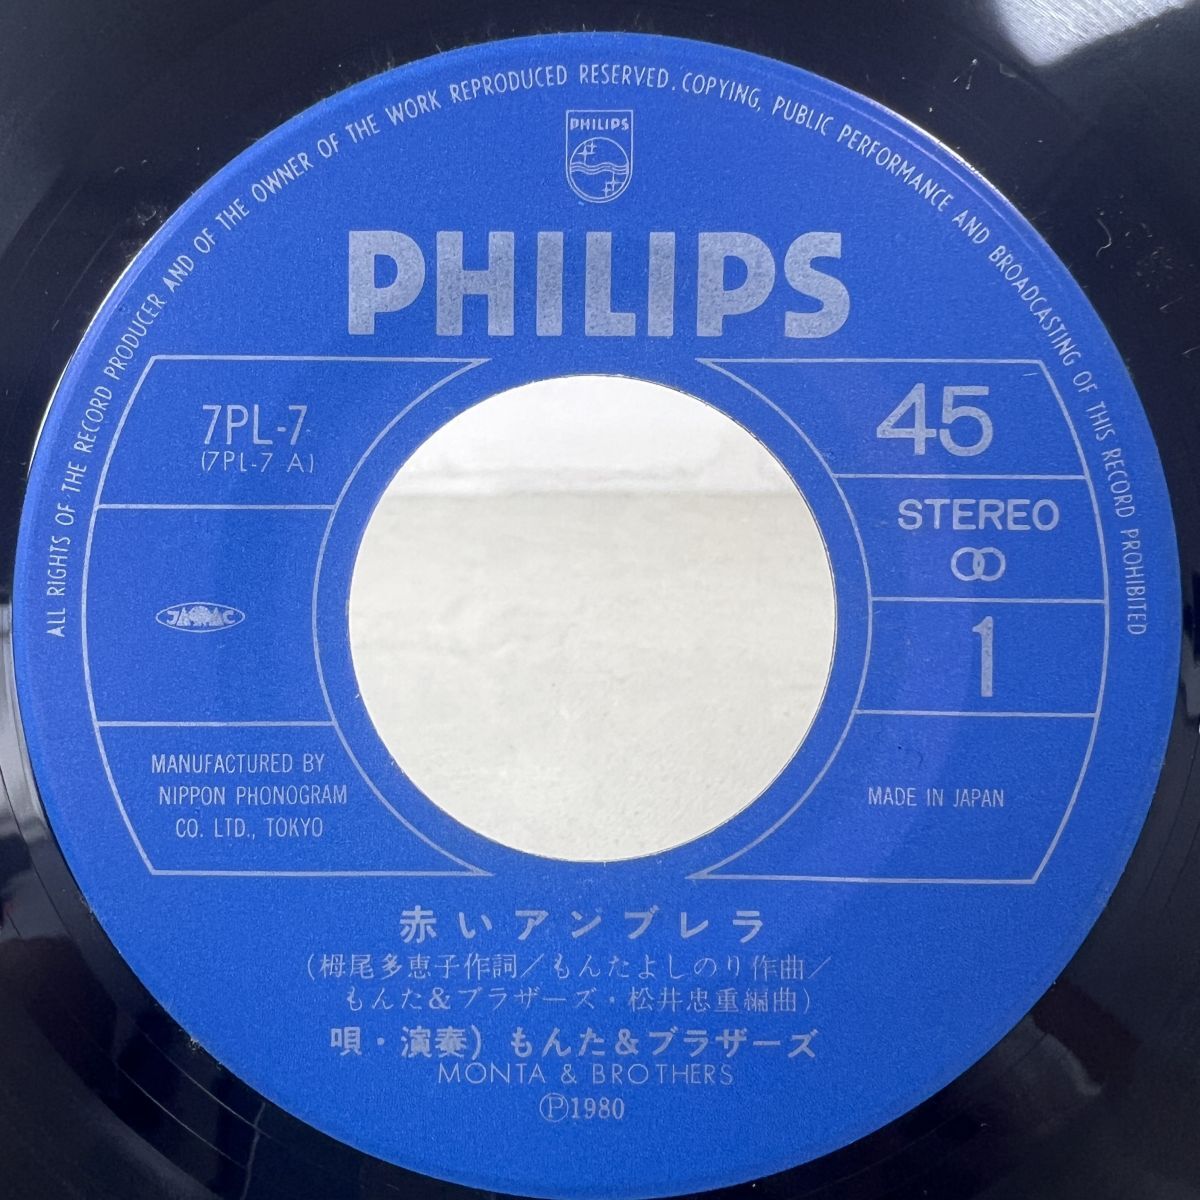 ALL RIGHTS OF THE RECORD PRODUCER AND OF THE OWNER OF THE WORK REPRODUCED RESERVED. COPYING, PUBLIC PERFORMANCE AND BROADCASTING OF THIS RECORD PROHIBITED
PHILIPS
PHILIPS
7PL-7
(7PL-7 A)
45
STEREO
JASRAC
1
MANUFACTURED BY
NIPPON PHONOGRAM
CO. LTD., TOKYO
MADE IN JAPAN
赤いアンブレラ
(栂尾多恵子作詞／もんたよしのり作曲／
もんた&ブラザーズ・松井忠重編曲)
唄・演奏) もんた&ブラザーズ
MONTA & BROTHERS
Ⓟ1980